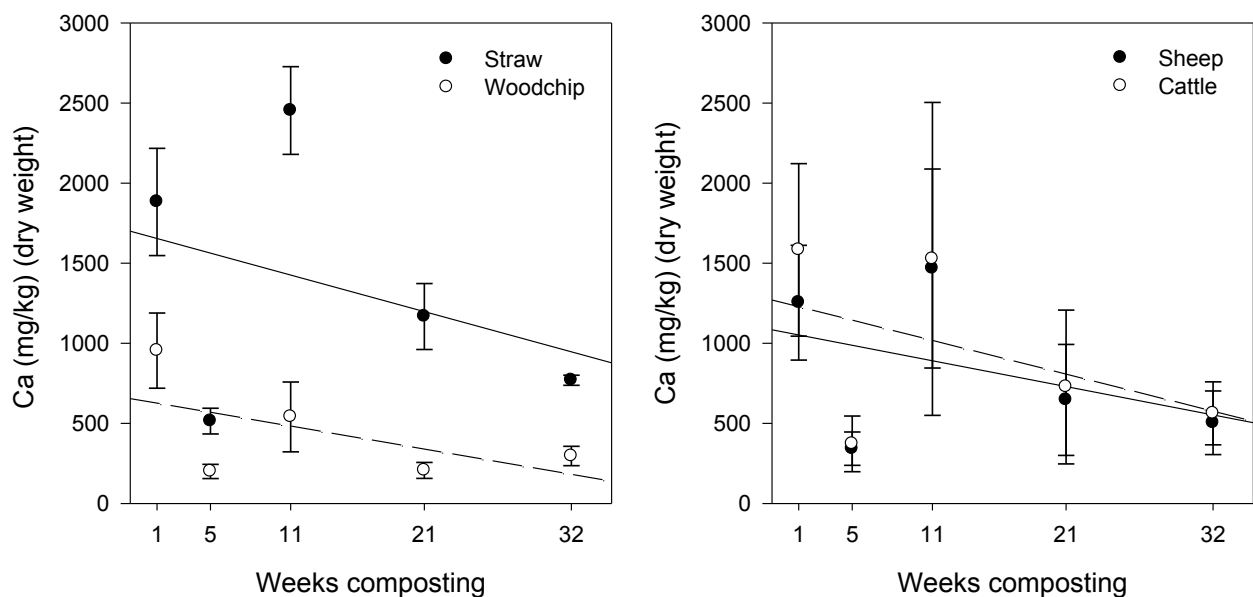 3000
2500
2000
1500
1000
500
0
Ca (mg/kg) (dry weight)
Straw
Woodchip
1 5 11 21 32
Weeks composting
3000
2500
2000
1500
1000
500
0
Ca (mg/kg) (dry weight)
Sheep
Cattle
1 5 11 21 32
Weeks composting